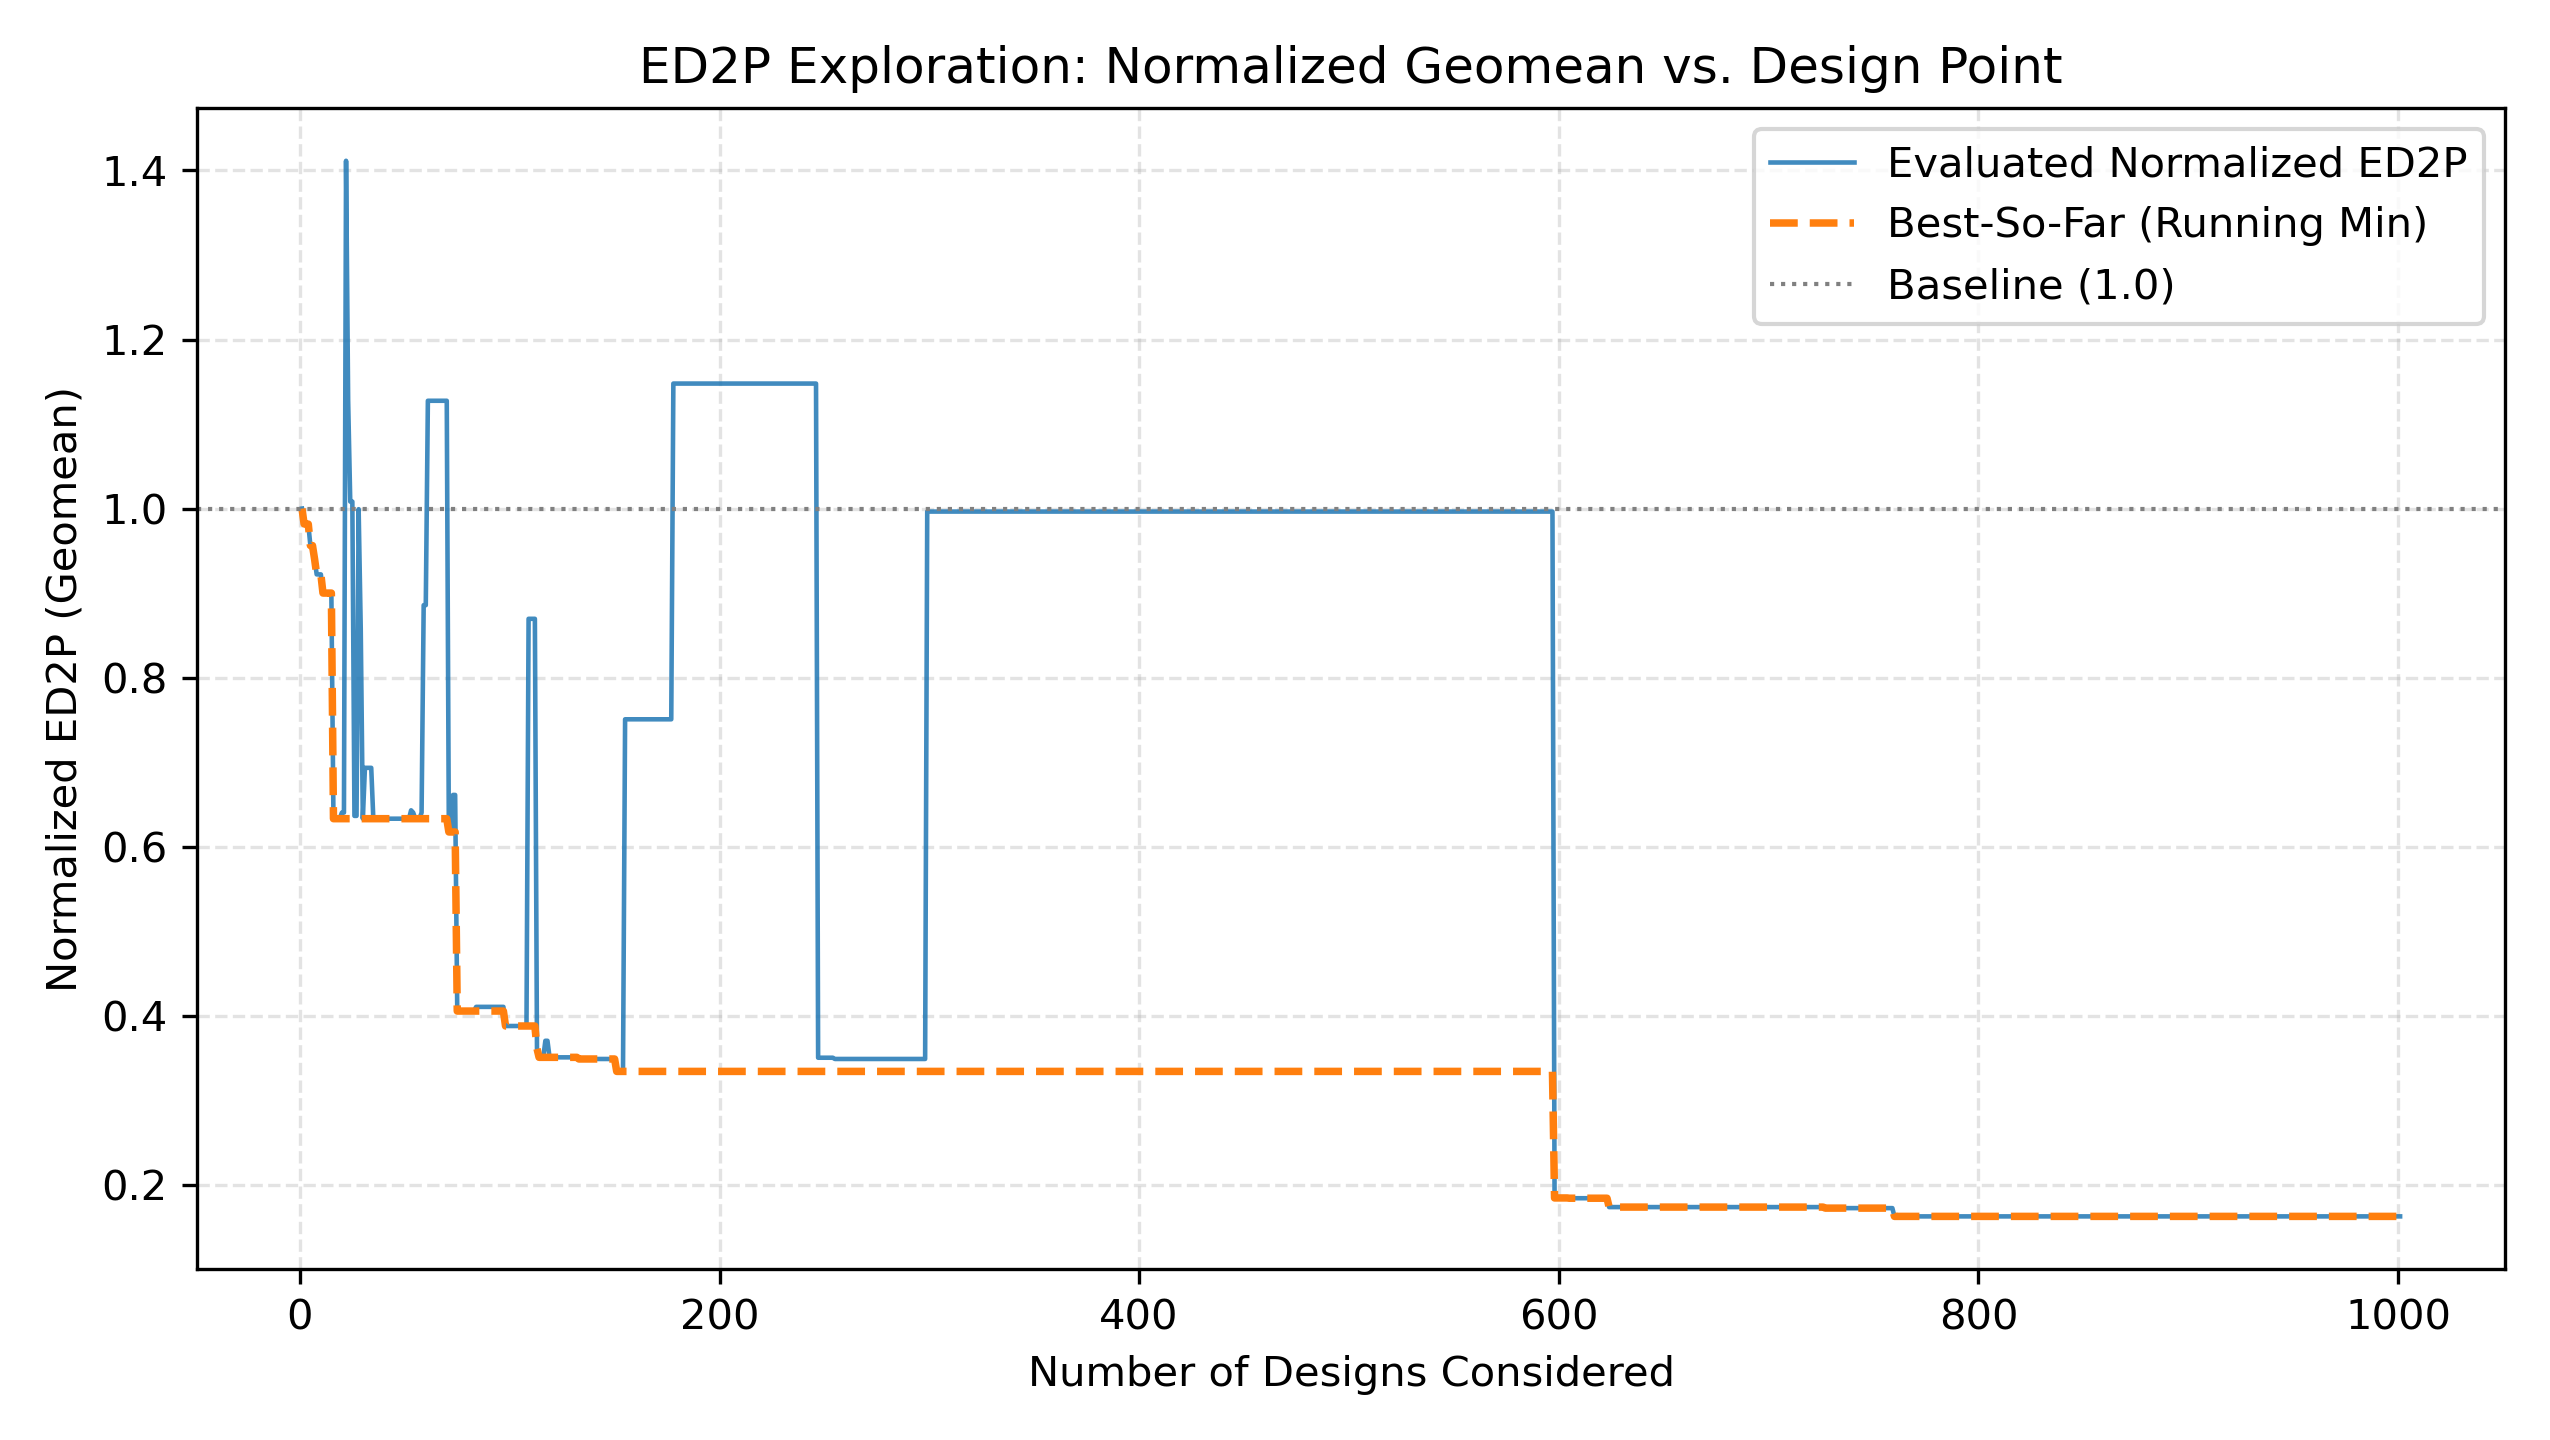 ED2P Exploration: Normalized Geomean vs. Design Point
Evaluated Normalized ED2P
Best-So-Far (Running Min)
Baseline (1.0)
Normalized ED2P (Geomean)
1.4
1.2
1.0
0.8
0.6
0.4
0.2
0 200 400 600 800 1000
Number of Designs Considered